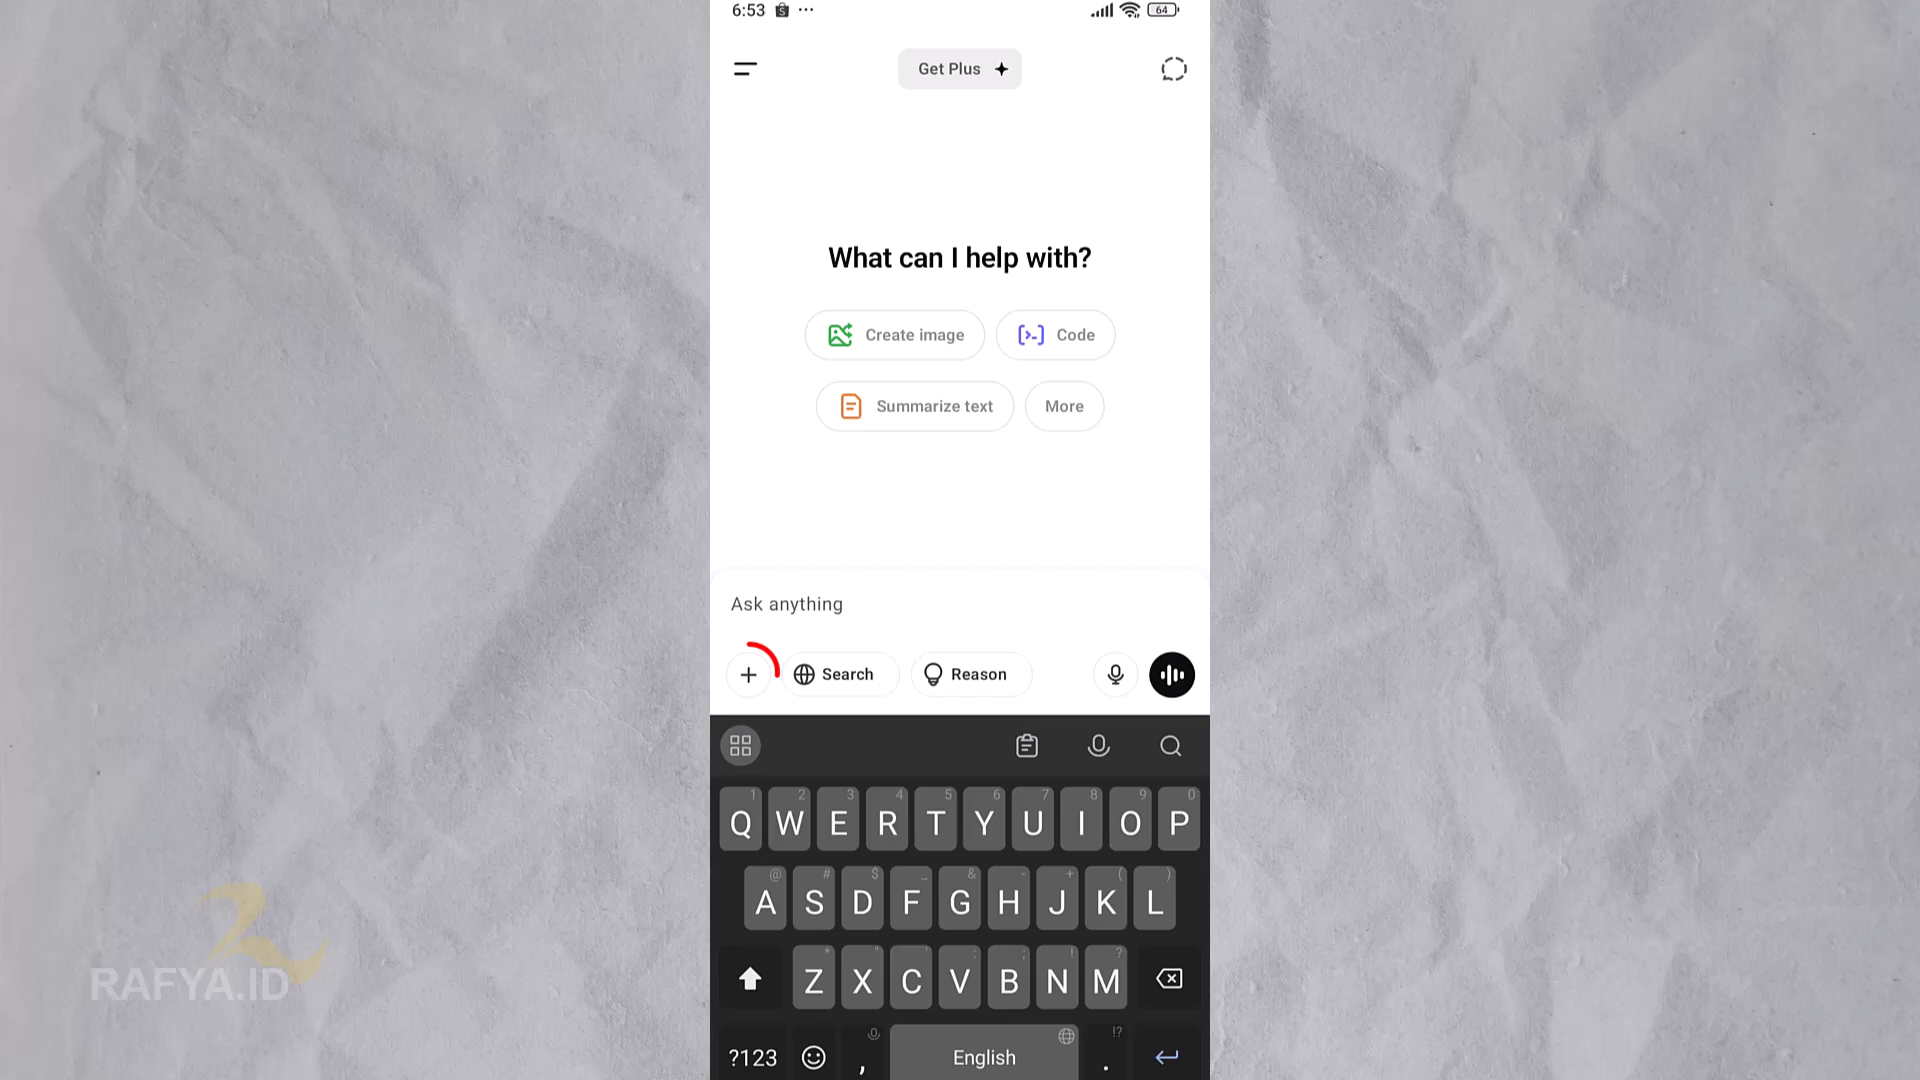 6:53
64
Get Plus
What can I help with?
Create image
Code
Summarize text
More
Ask anything
Search
Reason
1 2 3 4 5 6 7 8 9 0
Q W E R T Y U I O P
@ # $ _ & - + ( )
A S D F G H J K L
* " ' : ; ! ?
Z X C V B N M
!?
?123 , English .
RAFYA.ID